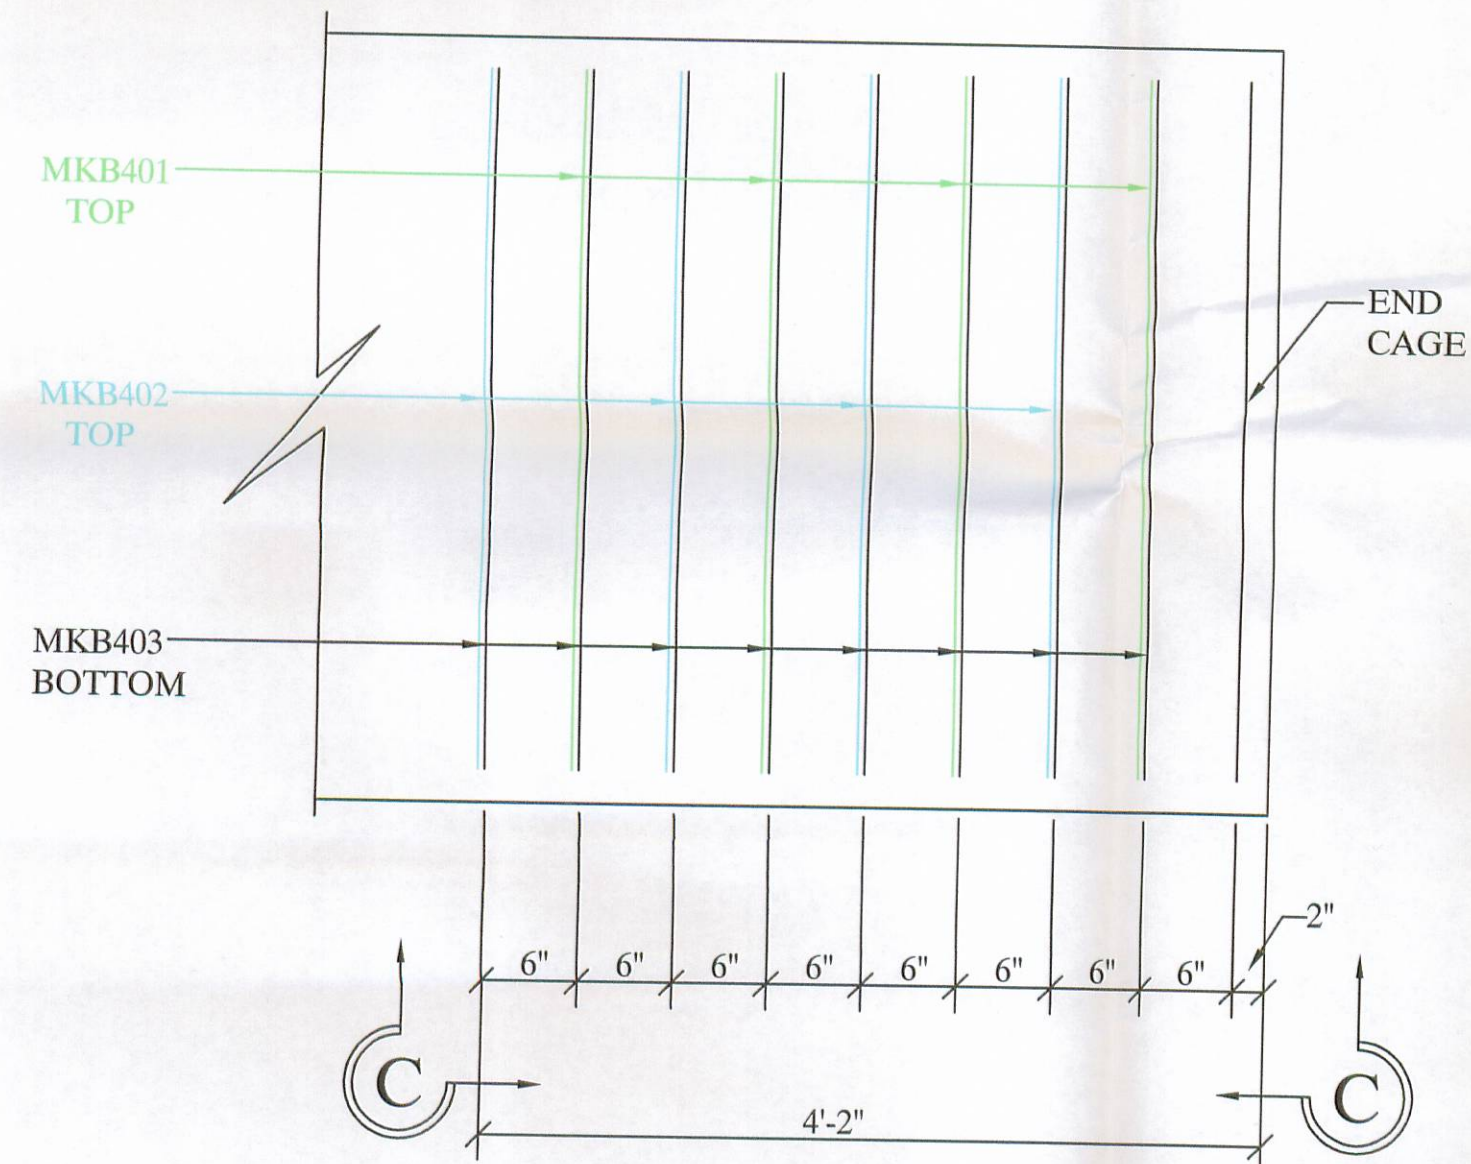 MKB401
TOP
END
CAGE
MKB402
TOP
MKB403
BOTTOM
2"
6" 6" 6" 6" 6" 6" 6" 6"
C C
4'-2"